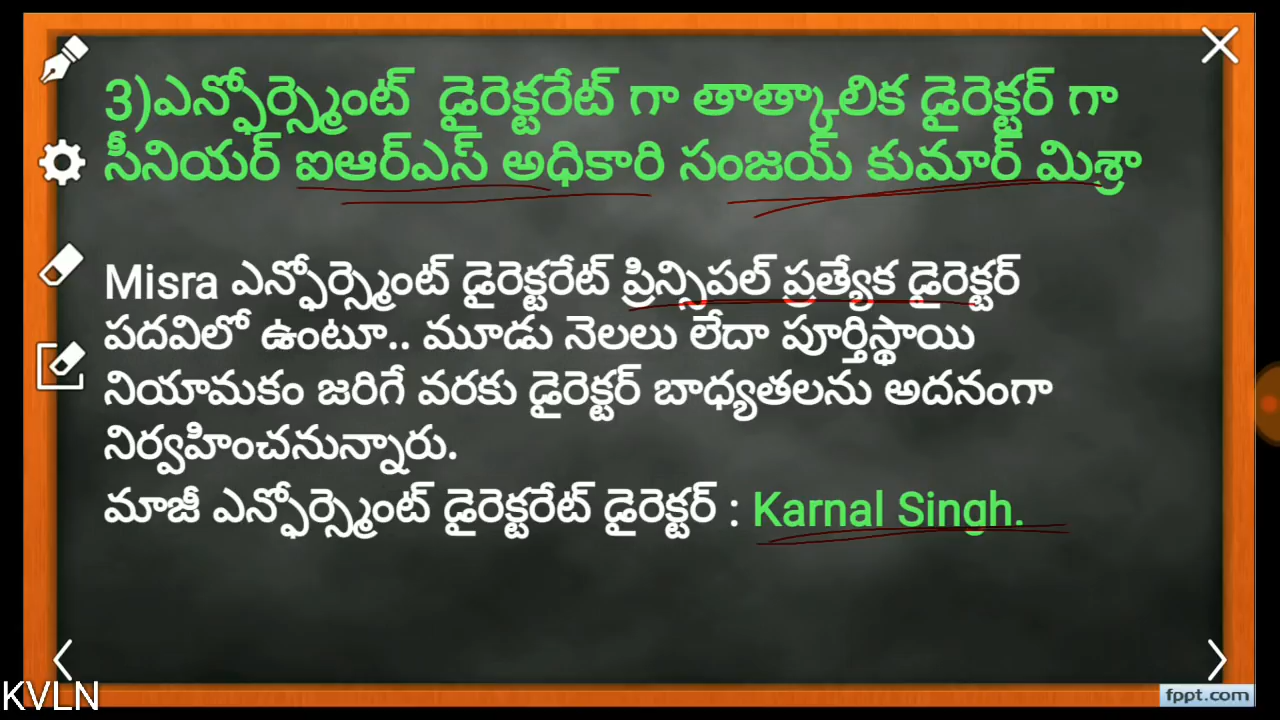 3)ఎన్ఫోర్స్మెంట్ డైరెక్టరేట్ గా తాత్కాలిక డైరెక్టర్ గా
సీనియర్ ఐఆర్ఎస్ అధికారి సంజయ్ కుమార్ మిశ్రా
Misra ఎన్ఫోర్స్మెంట్ డైరెక్టరేట్ ప్రిన్సిపల్ ప్రత్యేక డైరెక్టర్
పదవిలో ఉంటూ.. మూడు నెలలు లేదా పూర్తిస్థాయి
నియామకం జరిగే వరకు డైరెక్టర్ బాధ్యతలను అదనంగా
నిర్వహించనున్నారు.
మాజీ ఎన్ఫోర్స్మెంట్ డైరెక్టరేట్ డైరెక్టర్ : Karnal Singh.
KVLN
fppt.com